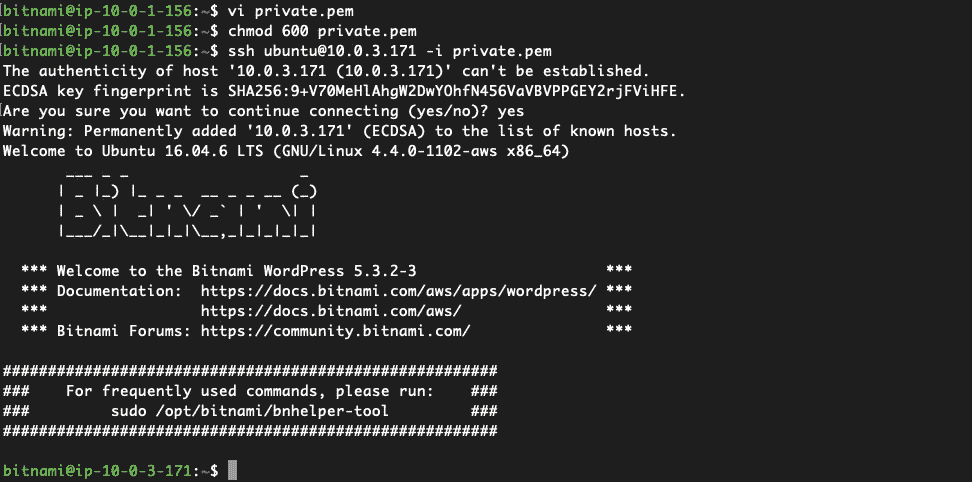 bitnami@ip-10-0-1-156:~$ vi private.pem
bitnami@ip-10-0-1-156:~$ chmod 600 private.pem
bitnami@ip-10-0-1-156:~$ ssh ubuntu@10.0.3.171 -i private.pem
The authenticity of host '10.0.3.171 (10.0.3.171)' can't be established.
ECDSA key fingerprint is SHA256:9+V70MeHlAhgW2DwYOhfN456VaVBVPPGEY2rjFViHFE.
Are you sure you want to continue connecting (yes/no)? yes
Warning: Permanently added '10.0.3.171' (ECDSA) to the list of known hosts.
Welcome to Ubuntu 16.04.6 LTS (GNU/Linux 4.4.0-1102-aws x86_64)
       ___ _ _                   _
      | _ |_) |_ _ _  __ _ _ __ (_)
      | _ \ |  _| ' \/ _` | '  \| |
      |___/_|\__|_|_|\__,_|_|_|_|_|

  *** Welcome to the Bitnami WordPress 5.3.2-3                     ***
  *** Documentation:  https://docs.bitnami.com/aws/apps/wordpress/ ***
  ***                 https://docs.bitnami.com/aws/                ***
  *** Bitnami Forums: https://community.bitnami.com/               ***

#######################################################
###    For frequently used commands, please run:    ###
###         sudo /opt/bitnami/bnhelper-tool         ###
#######################################################

bitnami@ip-10-0-3-171:~$